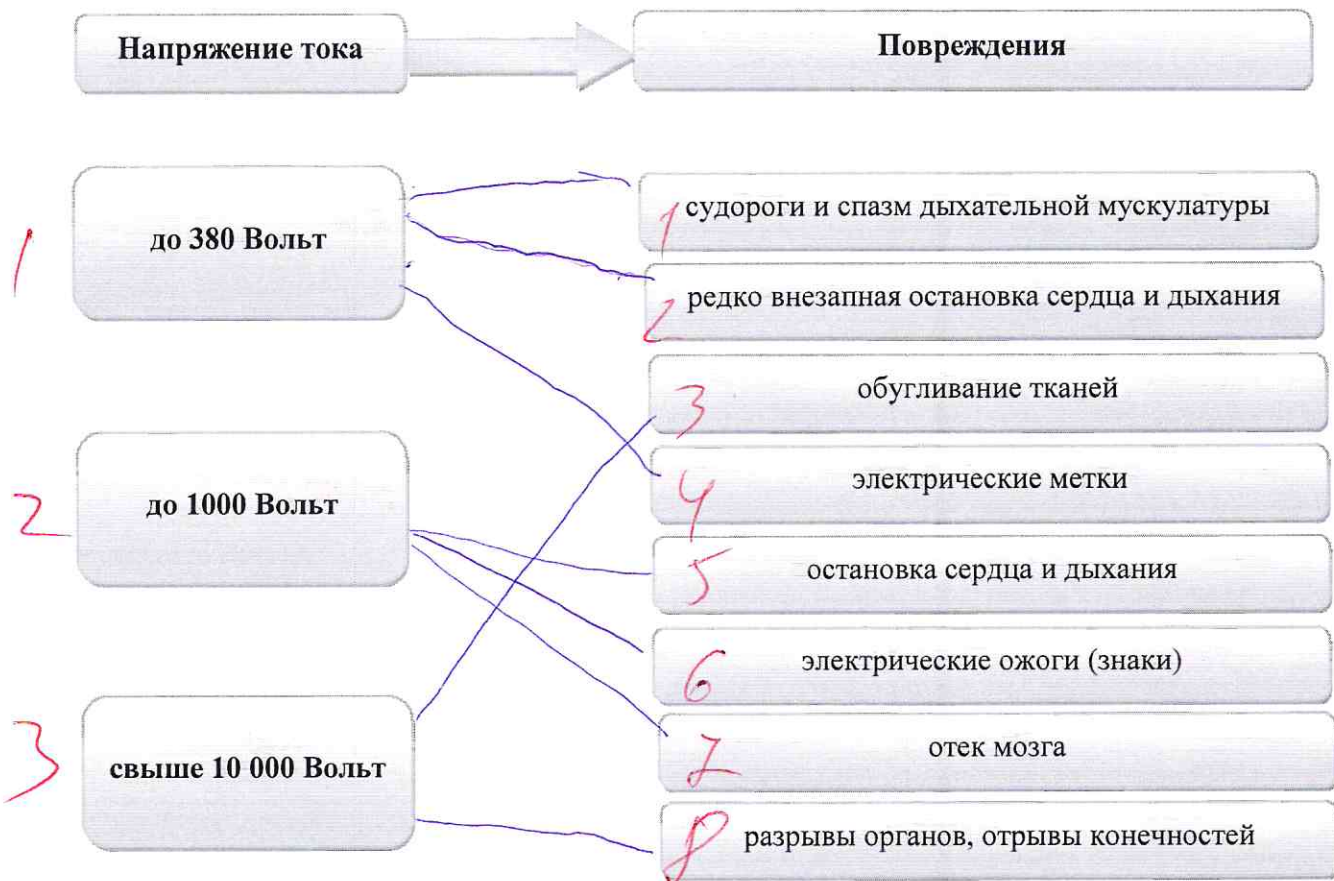 Напряжение тока
Повреждения
1
до 380 Вольт
1 судороги и спазм дыхательной мускулатуры
2 редко внезапная остановка сердца и дыхания
3 обугливание тканей
2
до 1000 Вольт
4 электрические метки
5 остановка сердца и дыхания
6 электрические ожоги (знаки)
3
свыше 10 000 Вольт
7 отек мозга
8 разрывы органов, отрывы конечностей